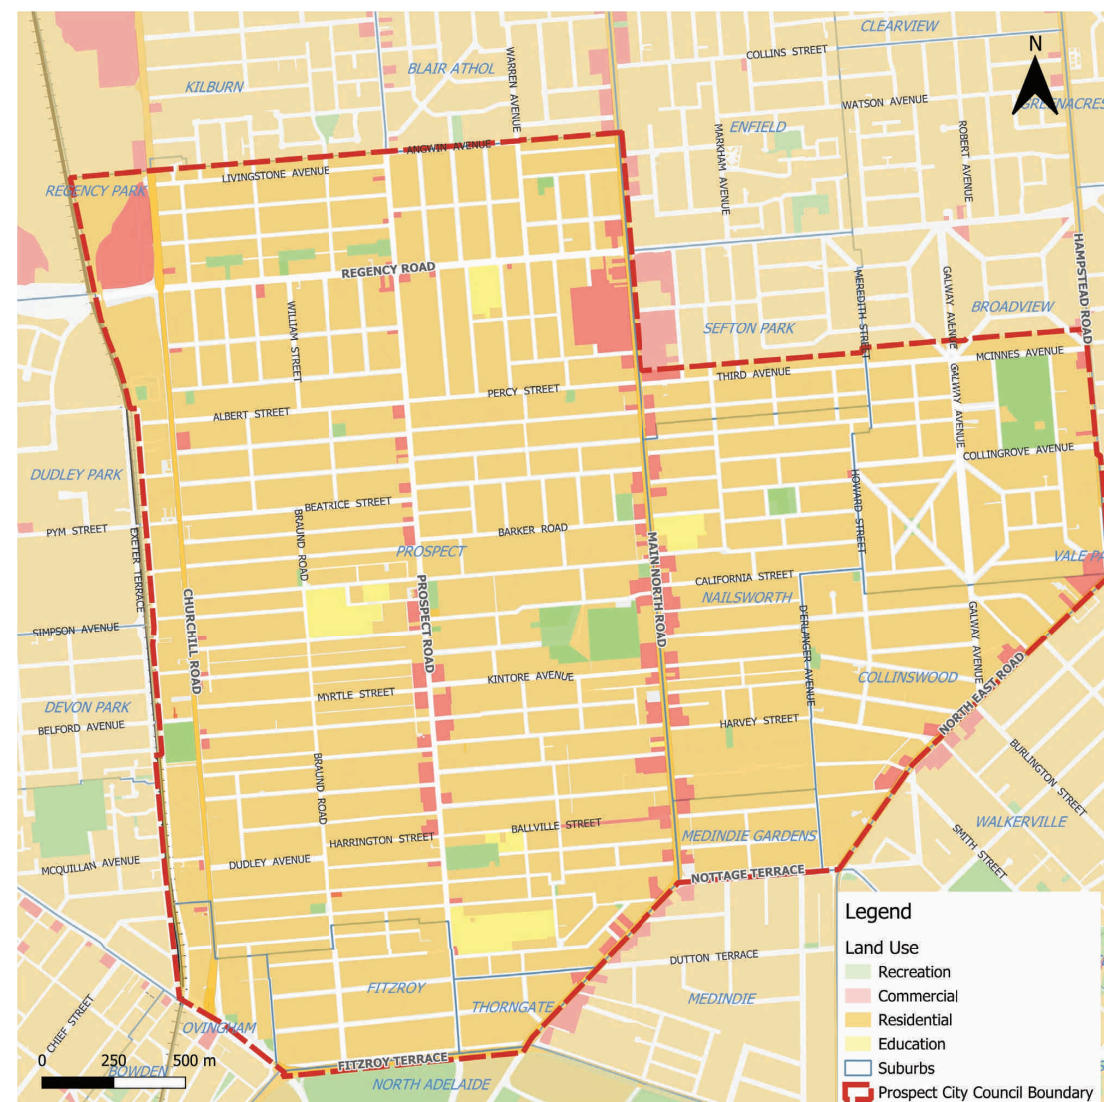 CLEARVIEW
N
COLLINS STREET
BLAIR ATHOL
WARREN AVENUE
KILBURN
WATSON AVENUE
GREENACRES
ENFIELD
MARKHAM AVENUE
ROBERT AVENUE
ANGWIN AVENUE
LIVINGSTONE AVENUE
REGENCY PARK
HAMPSTEAD ROAD
REGENCY ROAD
MEREDITH STREET
GALWAY AVENUE
BROADVIEW
WILLIAM STREET
SEFTON PARK
MCINNES AVENUE
THIRD AVENUE
PERCY STREET
GALWAY AVENUE
ALBERT STREET
COLLINGROVE AVENUE
DUDLEY PARK
HOWARD STREET
BEATRICE STREET
BRAUND ROAD
PYM STREET
EXETER TERRACE
BARKER ROAD
MAIN NORTH ROAD
PROSPECT
CALIFORNIA STREET
NAILSWORTH
CHURCHILL ROAD
PROSPECT ROAD
D'ERLANGER AVENUE
GALWAY AVENUE
SIMPSON AVENUE
KINTORE AVENUE
COLLINSWOOD
MYRTLE STREET
NORTH EAST ROAD
DEVON PARK
BELFORD AVENUE
HARVEY STREET
BURLINGTON STREET
BRAUND ROAD
BALLVILLE STREET
HARRINGTON STREET
MEDINDIE GARDENS
WALKERVILLE
SMITH STREET
MCQUILLAN AVENUE
DUDLEY AVENUE
NOTTAGE TERRACE
DUTTON TERRACE
FITZROY
THORNGATE
MEDINDIE
CHIEF STREET
OVINGHAM
FITZROY TERRACE
BOWDEN
NORTH ADELAIDE
0 250 500 m
Legend
Land Use
Recreation
Commercial
Residential
Education
Suburbs
Prospect City Council Boundary